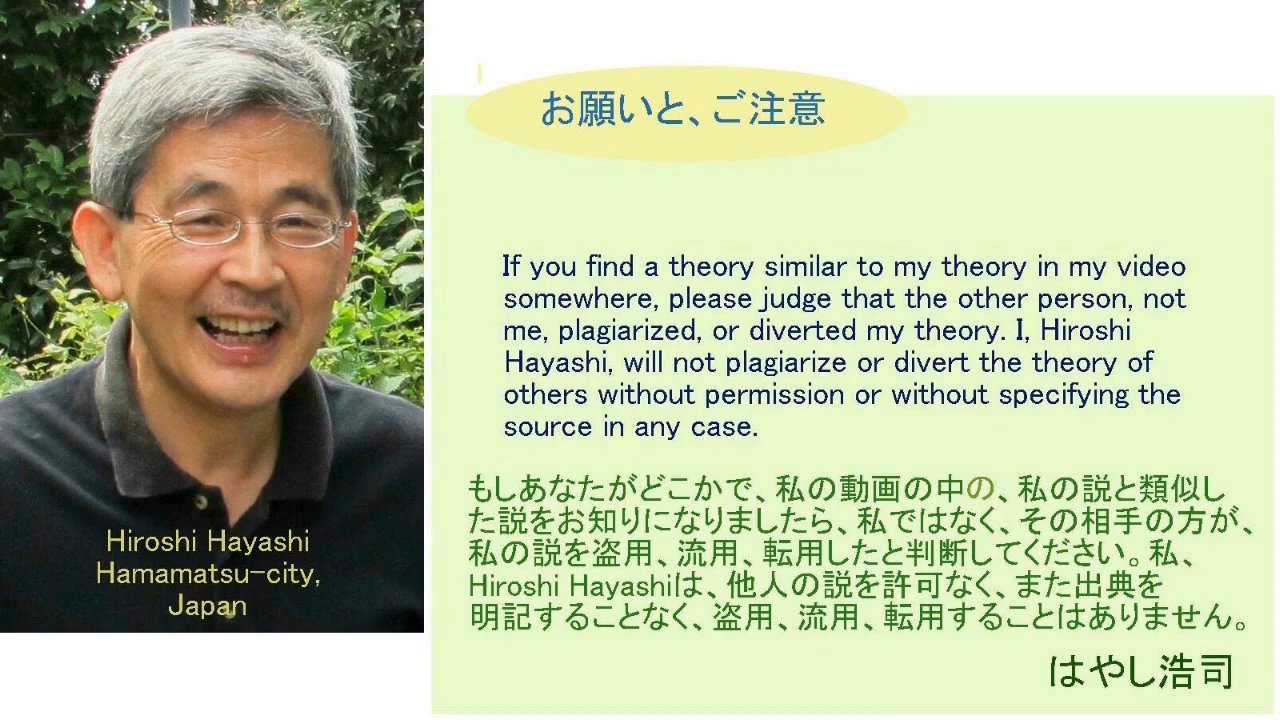 お願いと、ご注意
If you find a theory similar to my theory in my video
somewhere, please judge that the other person, not
me, plagiarized, or diverted my theory. I, Hiroshi
Hayashi, will not plagiarize or divert the theory of
others without permission or without specifying the
source in any case.
もしあなたがどこかで、私の動画の中の、私の説と類似し
た説をお知りになりましたら、私ではなく、その相手の方が、
私の説を盗用、流用、転用したと判断してください。私、
Hiroshi Hayashiは、他人の説を許可なく、また出典を
明記することなく、盗用、流用、転用することはありません。
はやし浩司
Hiroshi Hayashi
Hamamatsu-city,
Japan